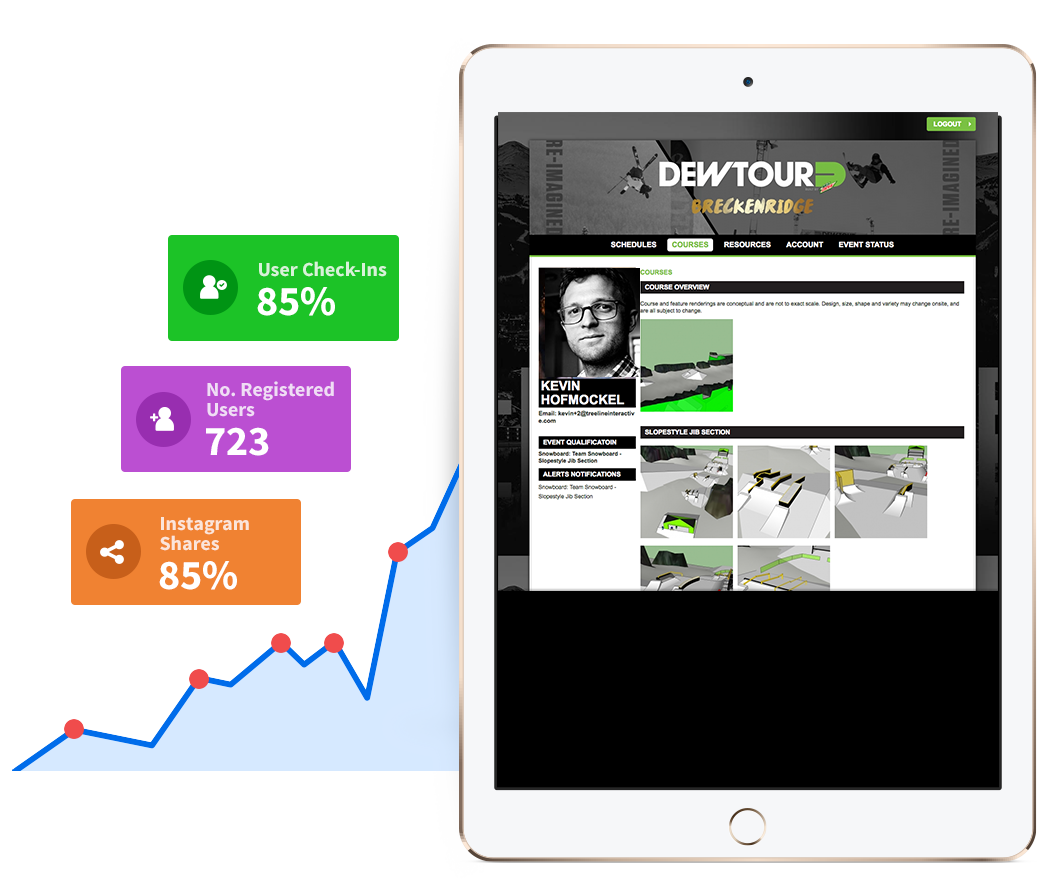 User Check-Ins
85%
No. Registered
Users
723
Instagram
Shares
85%
LOGOUT
RE-IMAGINED
RE-IMAGINED
DEWTOUR
BRECKENRIDGE
SCHEDULES COURSES RESOURCES ACCOUNT EVENT STATUS
KEVIN
HOFMOCKEL
Email: kevin+2@treelineinteractiv
e.com
EVENT QUALIFICATOIN
Snowboard: Team Snowboard -
Slopestyle Jib Section
ALERTS NOTIFICATIONS
Snowboard: Team Snowboard -
Slopestyle Jib Section
COURSES
COURSE OVERVIEW
Course and feature renderings are conceptual and are not to exact scale. Design, size, shape and variety may change onsite, and
are all subject to change.
SLOPESTYLE JIB SECTION